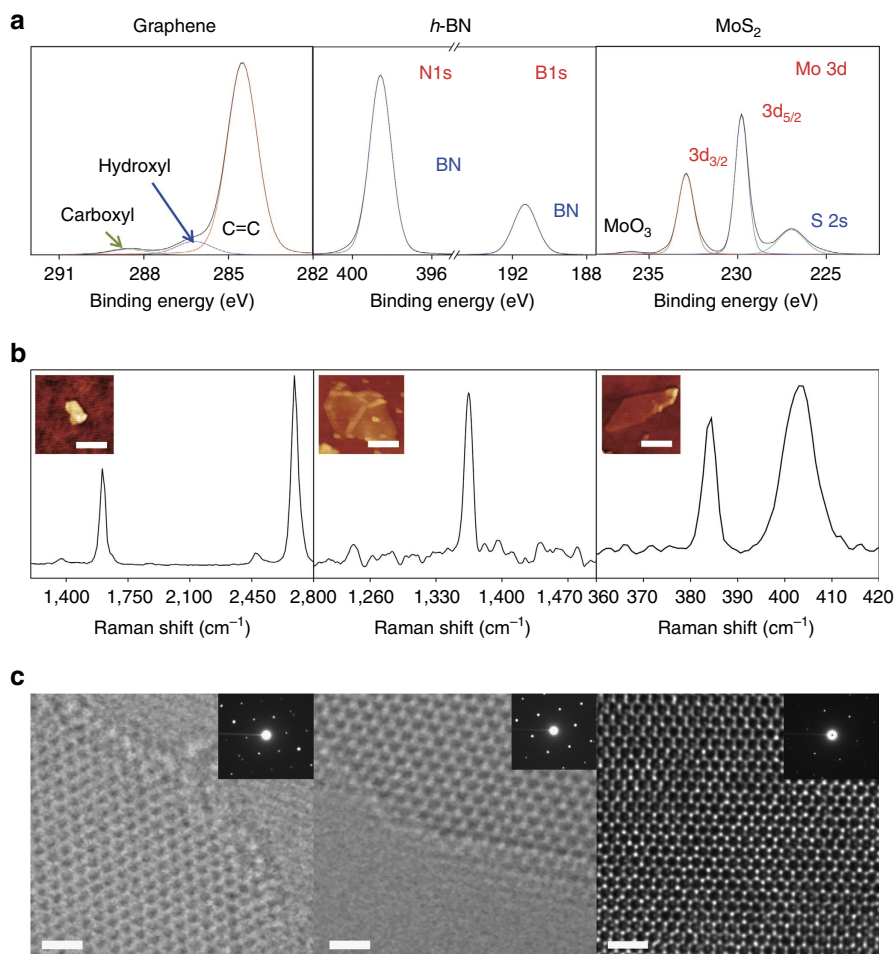 a
Graphene
h-BN
MoS₂
N1s
B1s
Mo 3d
3d₅/₂
3d₃/₂
Hydroxyl
BN
Carboxyl
C=C
BN
MoO₃
S 2s
291 288 285 282
400 396 191 188
235 230 225
Binding energy (eV)
Binding energy (eV)
Binding energy (eV)
b
1,400 1,750 2,100 2,450 2,800
1,260 1,330 1,400 1,470
360 370 380 390 400 410 420
Raman shift (cm⁻¹)
Raman shift (cm⁻¹)
Raman shift (cm⁻¹)
c